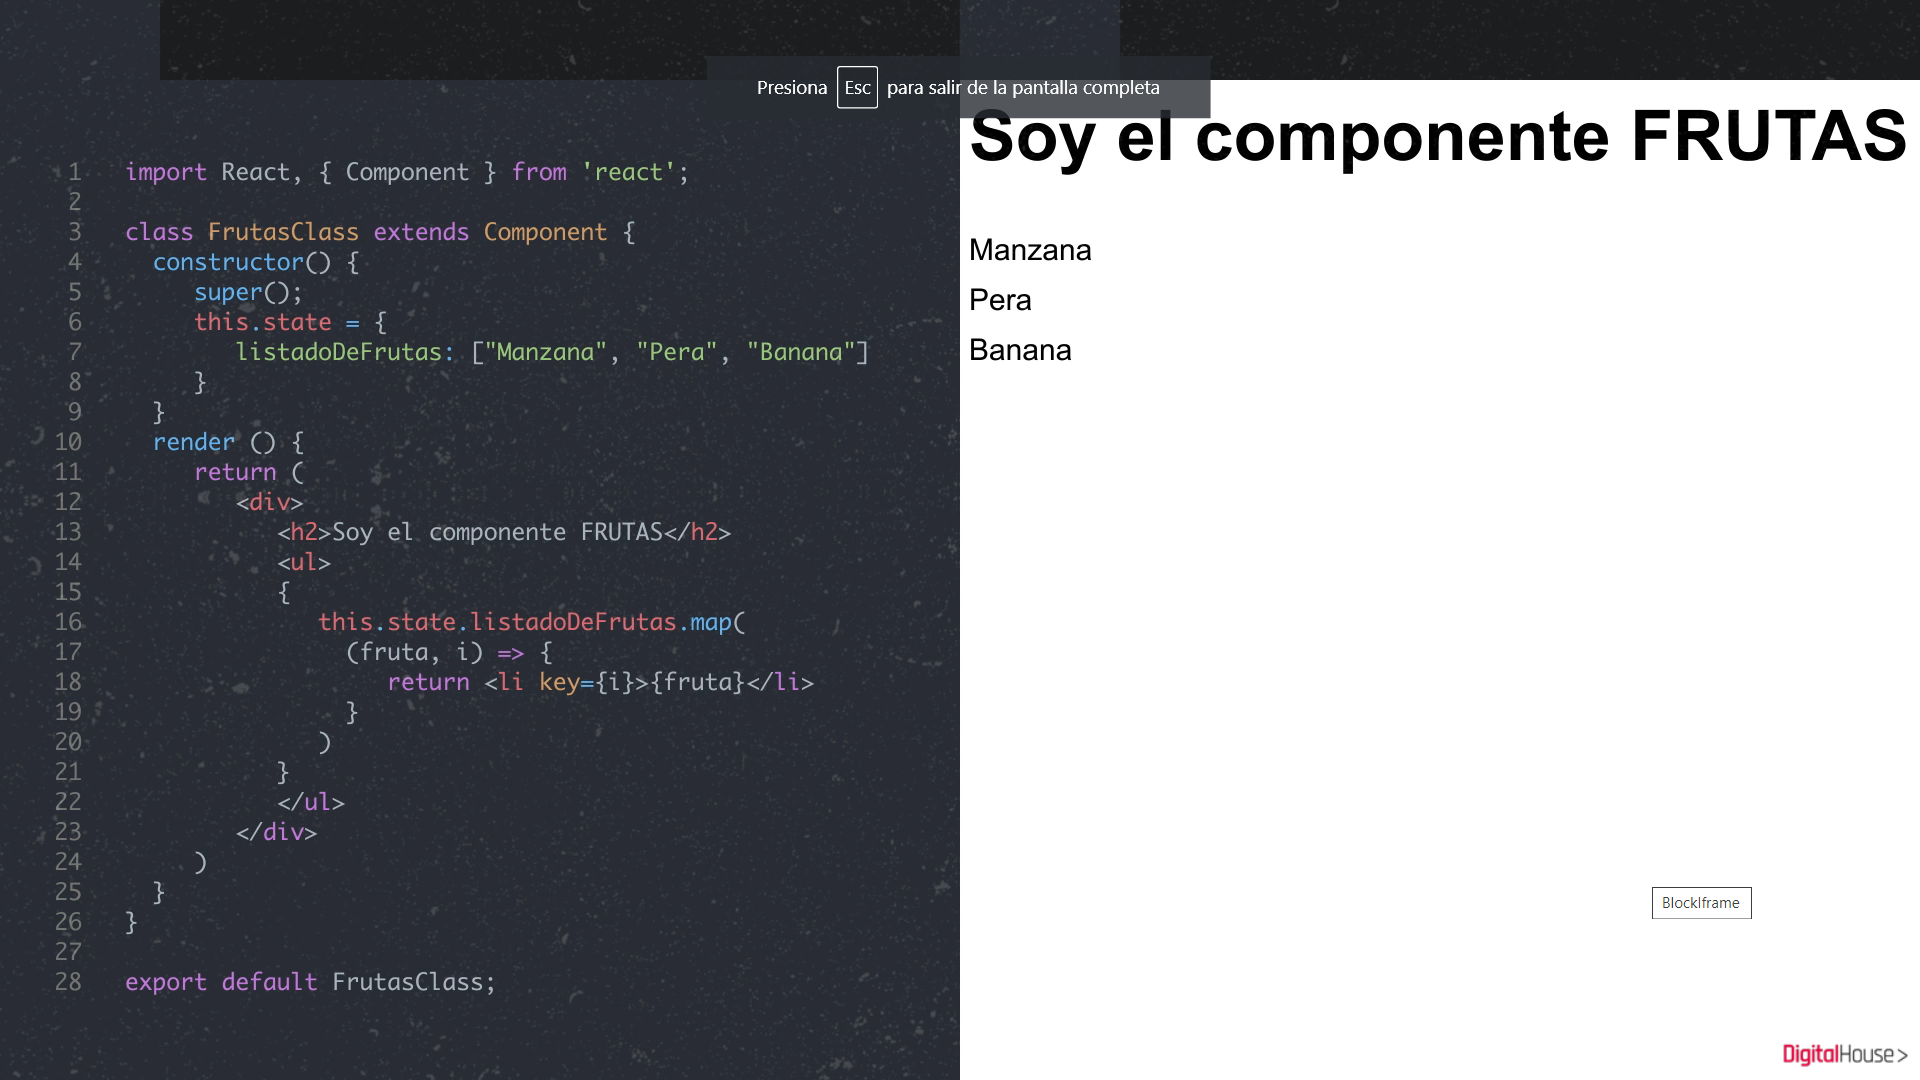 Presiona Esc para salir de la pantalla completa
1 import React, { Component } from 'react';
2
3 class FrutasClass extends Component {
4 constructor() {
5 super();
6 this.state = {
7 listadoDeFrutas: ["Manzana", "Pera", "Banana"]
8 }
9 }
10 render () {
11 return (
12 <div>
13 <h2>Soy el componente FRUTAS</h2>
14 <ul>
15 {
16 this.state.listadoDeFrutas.map(
17 (fruta, i) => {
18 return <li key={i}>{fruta}</li>
19 }
20 )
21 }
22 </ul>
23 </div>
24 )
25 }
26 }
27
28 export default FrutasClass;
Soy el componente FRUTAS
Manzana
Pera
Banana
BlockIframe
DigitalHouse>